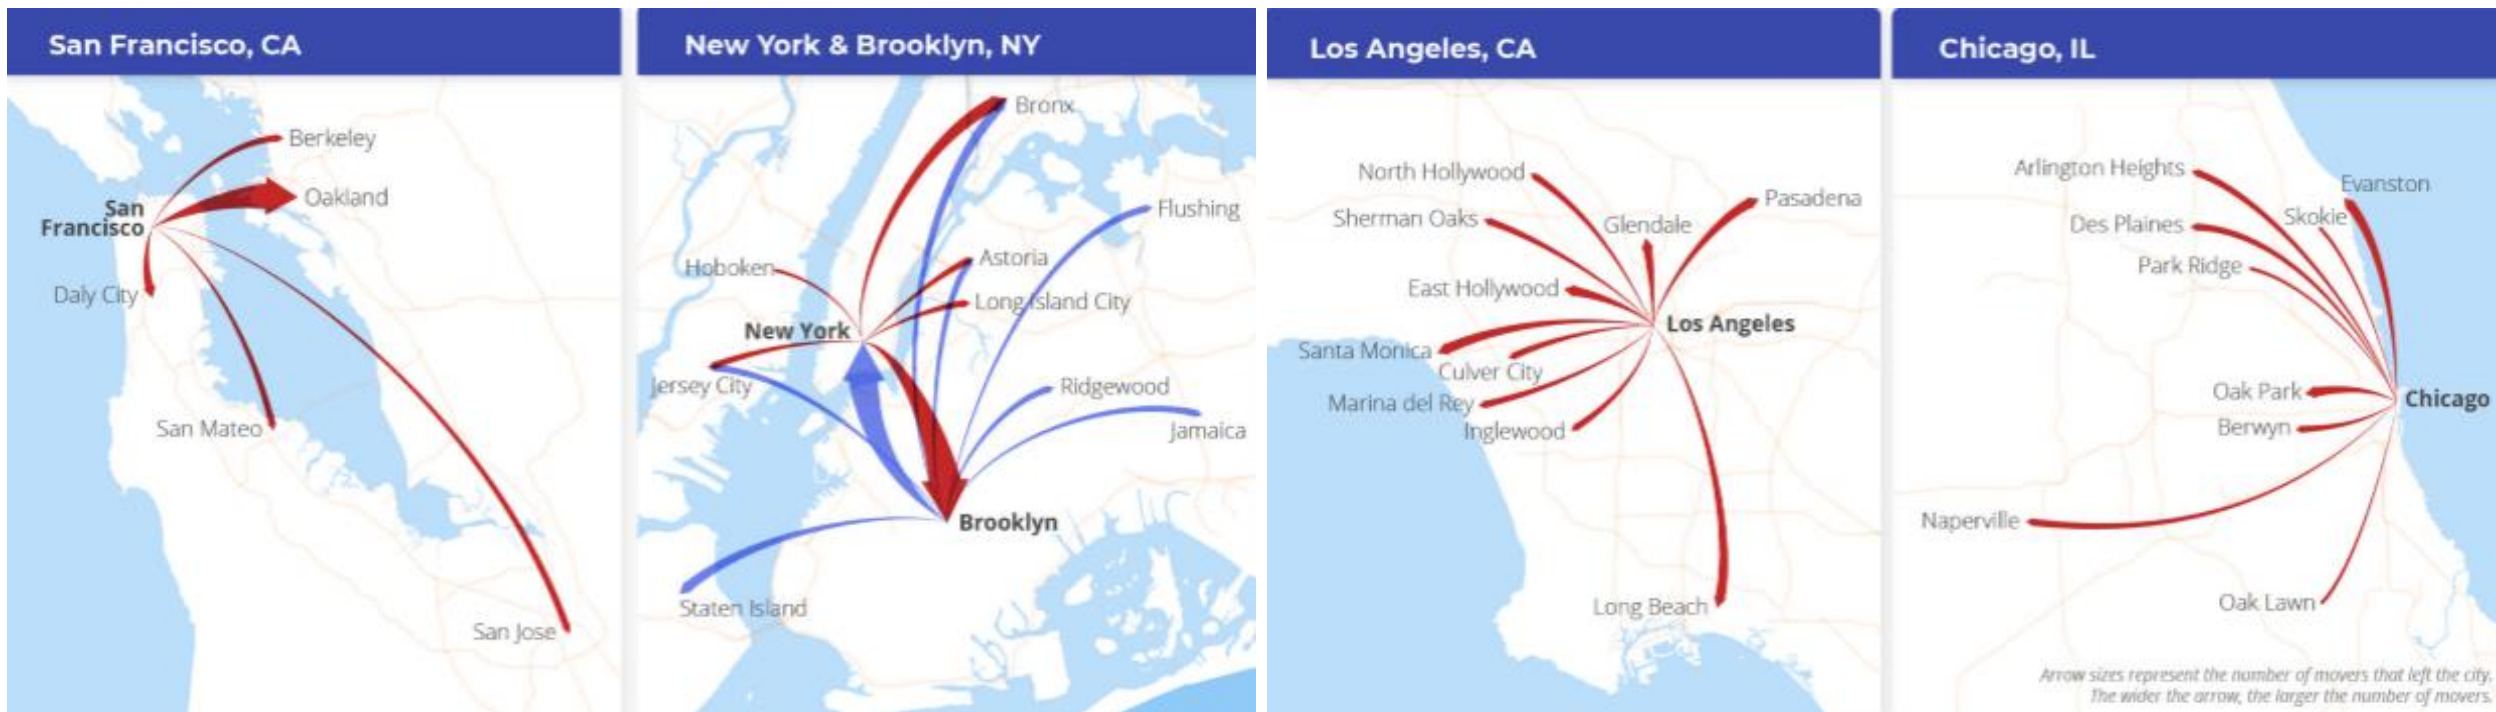 San Francisco, CA
Berkeley
Oakland
San
Francisco
Daly City
San Mateo
San Jose
New York & Brooklyn, NY
Bronx
Flushing
Astoria
Hoboken
Long Island City
New York
Jersey City
Ridgewood
Jamaica
Brooklyn
Staten Island
Los Angeles, CA
North Hollywood
Pasadena
Sherman Oaks
Glendale
East Hollywood
Los Angeles
Santa Monica
Culver City
Marina del Rey
Inglewood
Long Beach
Chicago, IL
Arlington Heights
Evanston
Skokie
Des Plaines
Park Ridge
Oak Park
Chicago
Berwyn
Naperville
Oak Lawn
Arrow sizes represent the number of movers that left the city.
The wider the arrow, the larger the number of movers.